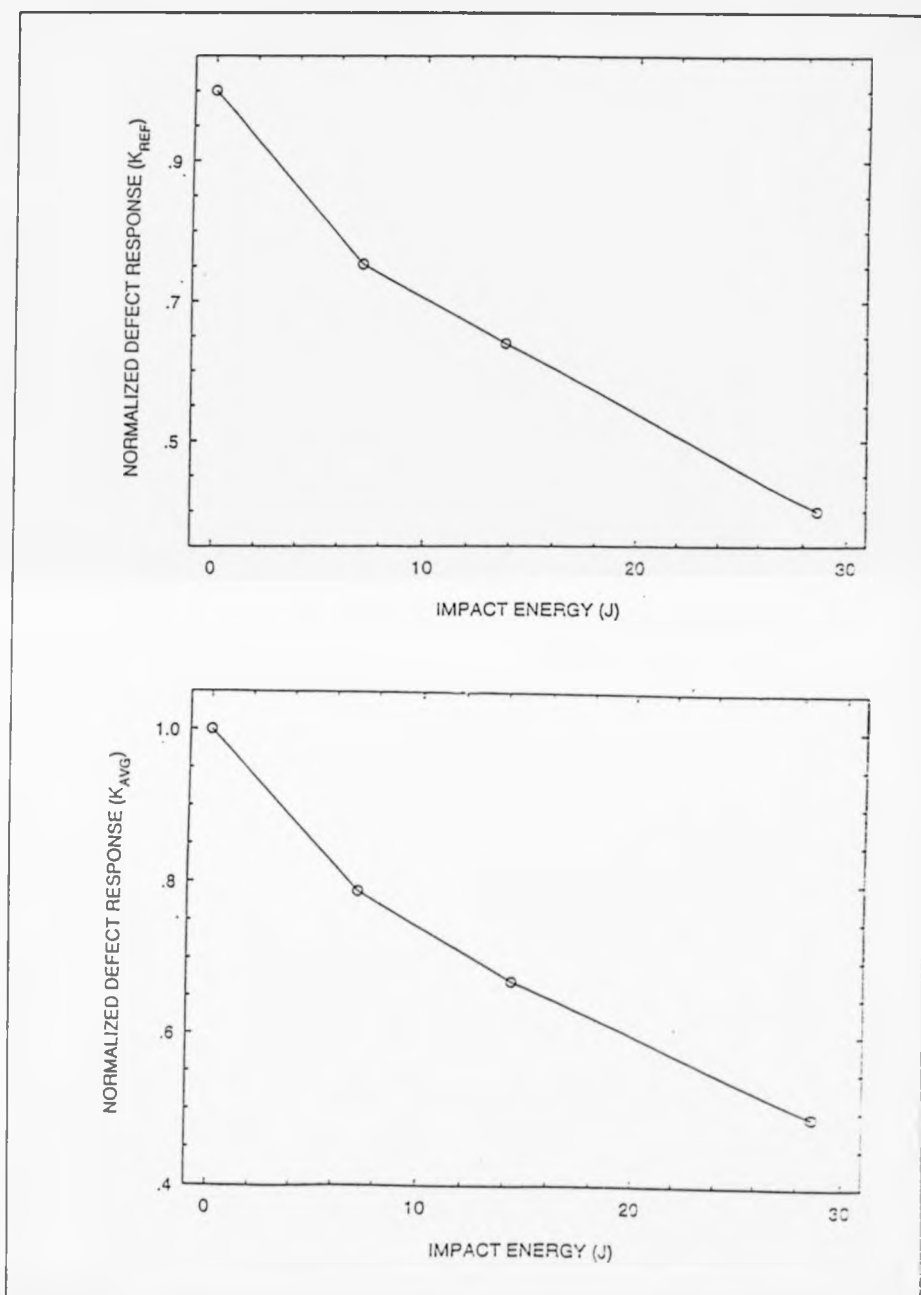 NORMALIZED DEFECT RESPONSE (K_REF)
.9
.7
.5
0 10 20 30
IMPACT ENERGY (J)
NORMALIZED DEFECT RESPONSE (K_AVG)
1.0
.8
.6
.4
0 10 20 30
IMPACT ENERGY (J)